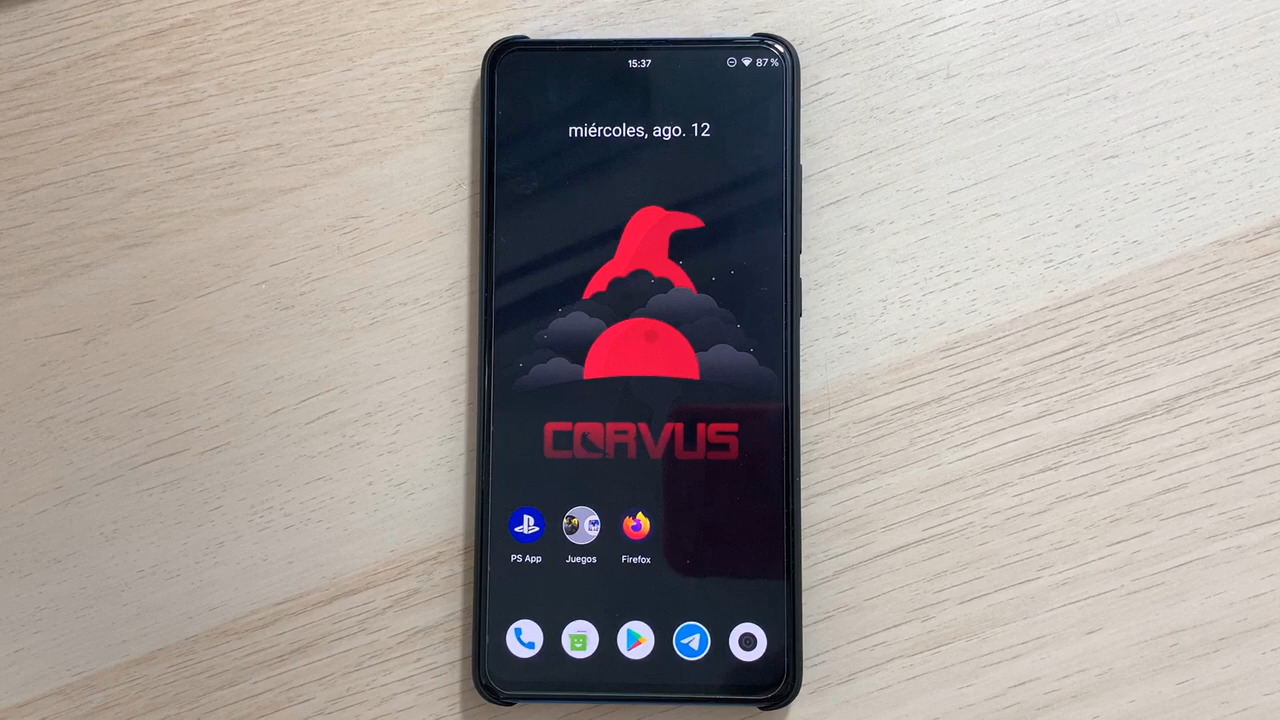 15:37
87 %
miércoles, ago. 12
CORVUS
PS App
Juegos
Firefox